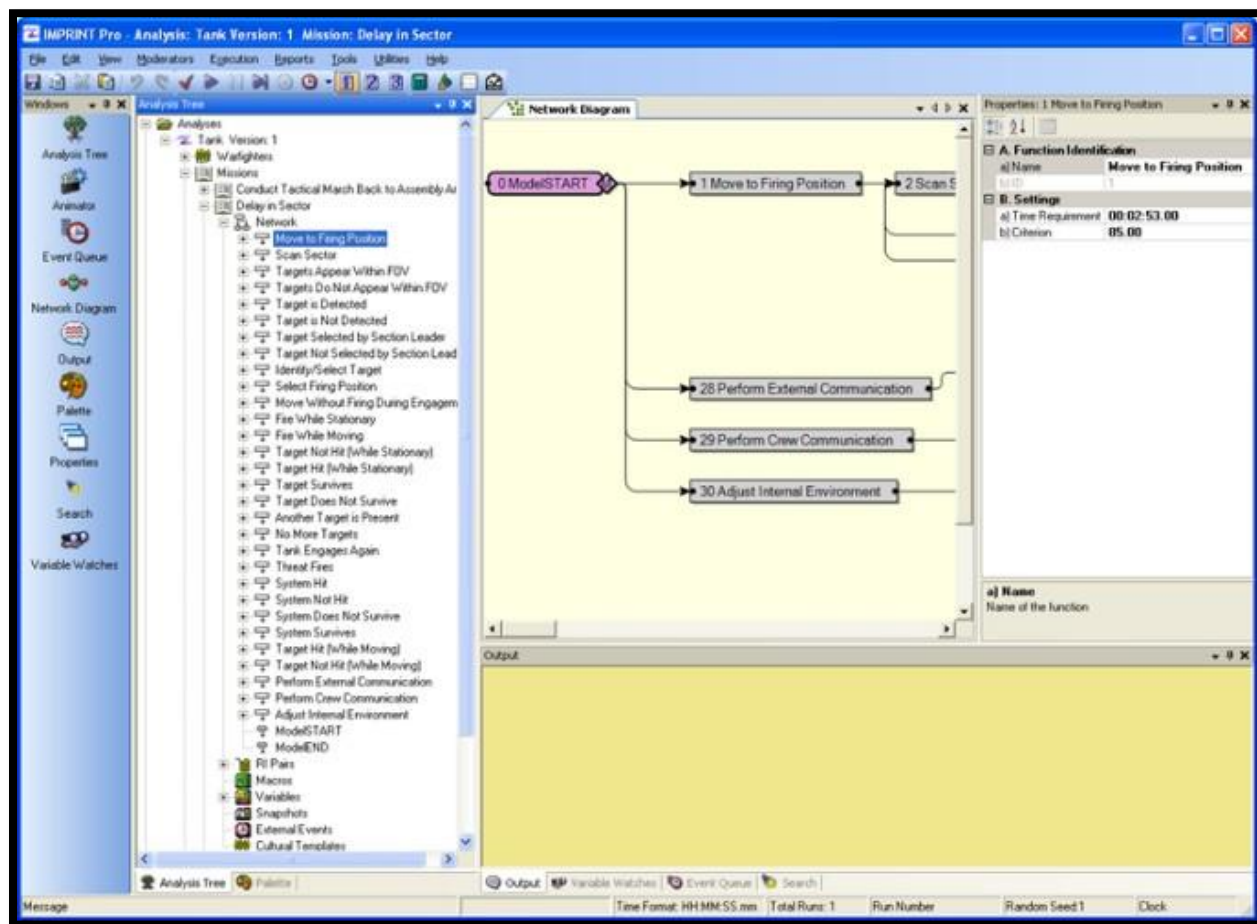 IMPRINT Pro - Analysis: Tank Version: 1 Mission: Delay in Sector
File Edit View Moderators Execution Reports Tools Utilities Help
1 2 3
Windows
Analysis Tree
Animator
Event Queue
Network Diagram
Output
Palette
Properties
Search
Variable Watches
Analysis Tree
Analyses
Tank Version: 1
Warfighters
Missions
Conduct Tactical March Back to Assembly Ar
Delay in Sector
Network
Move to Firing Position
Scan Sector
Targets Appear Within FOV
Targets Do Not Appear Within FOV
Target is Detected
Target is Not Detected
Target Selected by Section Leader
Target Not Selected by Section Lead
Identify/Select Target
Select Firing Position
Move Without Firing During Engagem
Fire While Stationary
Fire While Moving
Target Not Hit (While Stationary)
Target Hit (While Stationary)
Target Survives
Target Does Not Survive
Another Target is Present
No More Targets
Tank Engages Again
Threat Fires
System Hit
System Not Hit
System Does Not Survive
System Survives
Target Hit (While Moving)
Target Not Hit (While Moving)
Perform External Communication
Perform Crew Communication
Adjust Internal Environment
ModelSTART
ModelEND
RI Pairs
Macros
Variables
Snapshots
External Events
Cultural Templates
Analysis Tree Palette
Network Diagram
0 ModelSTART
1 Move to Firing Position
2 Scan S
28 Perform External Communication
29 Perform Crew Communication
30 Adjust Internal Environment
Properties: 1 Move to Firing Position
A. Function Identification
a) Name Move to Firing Position
1
B. Settings
a) Time Requirement 00:02:53.00
b) Criterion 85.00
a) Name
Name of the function
Output
Output Variable Watches Event Queue Search
Message Time Format: HH:MM:SS.mm Total Runs: 1 Run Number Random Seed:1 Clock